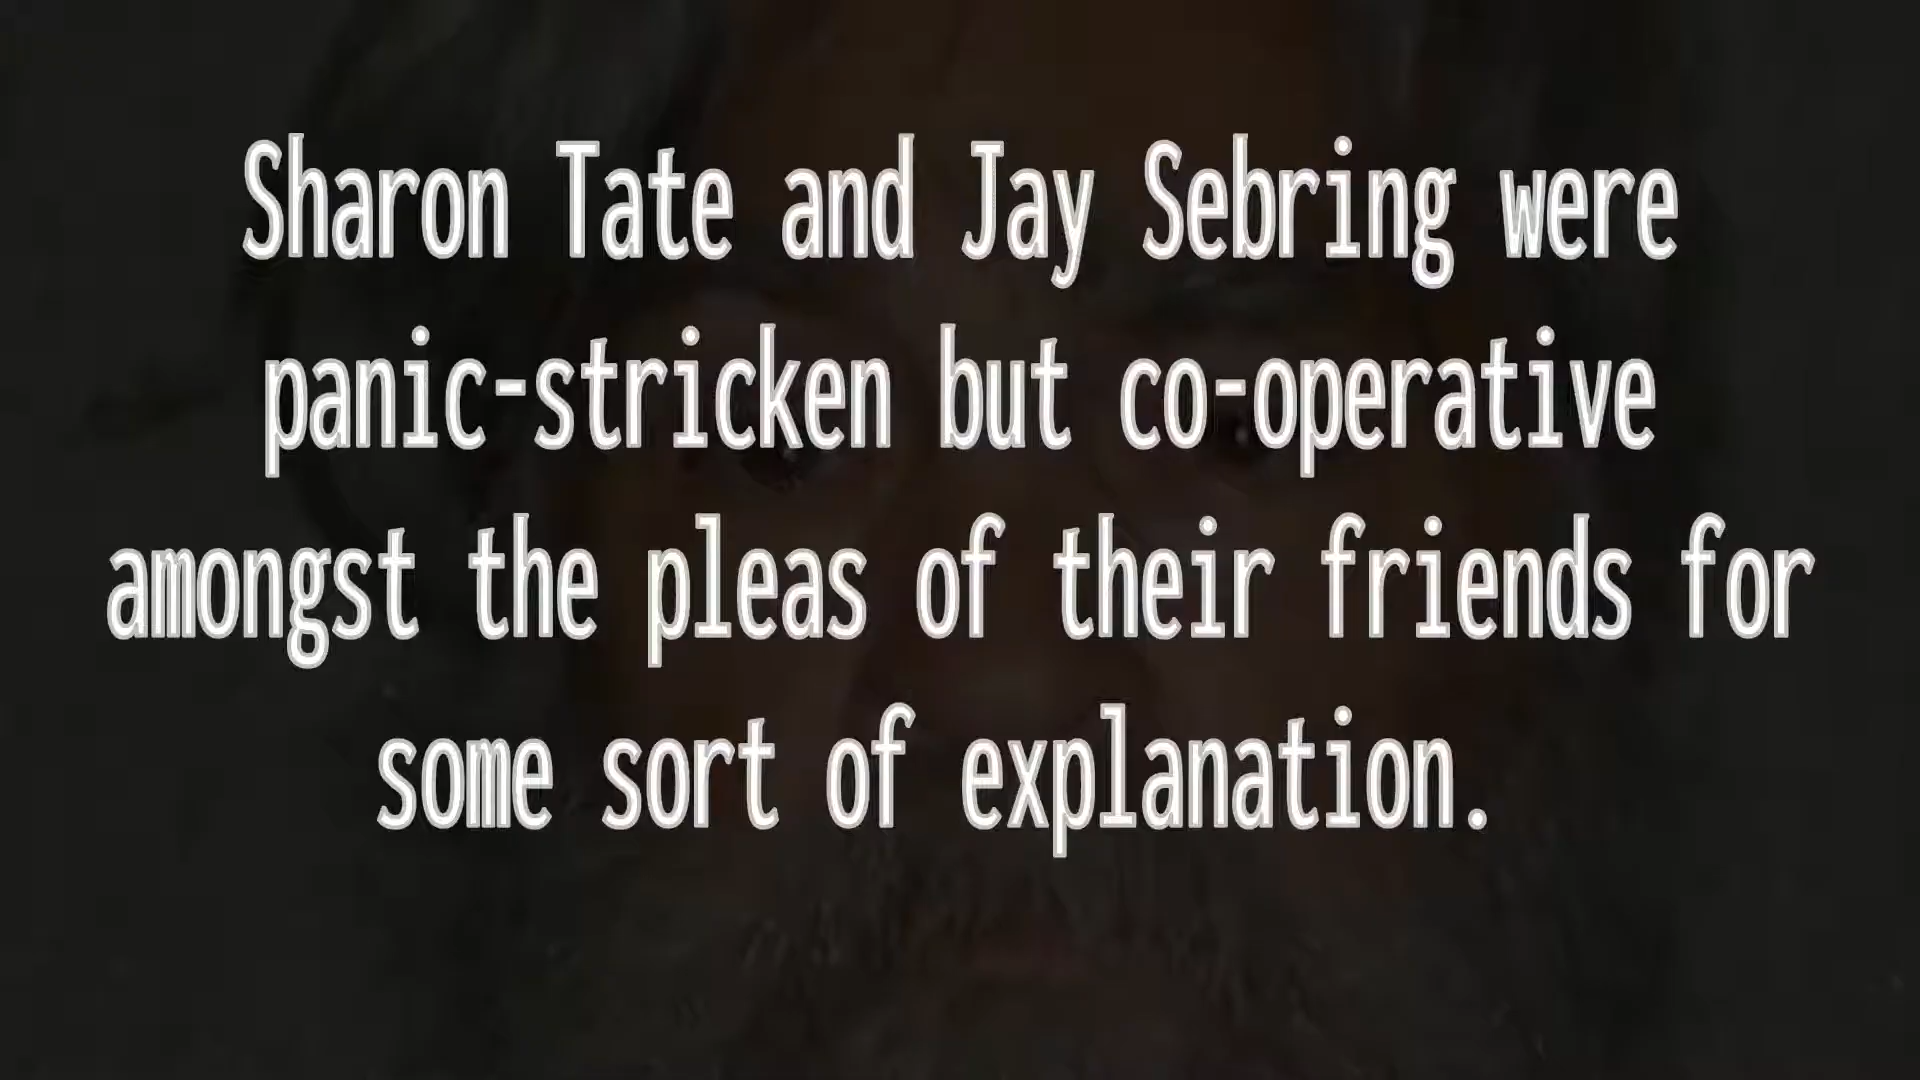 Sharon Tate and Jay Sebring were
panic-stricken but co-operative
amongst the pleas of their friends for
some sort of explanation.